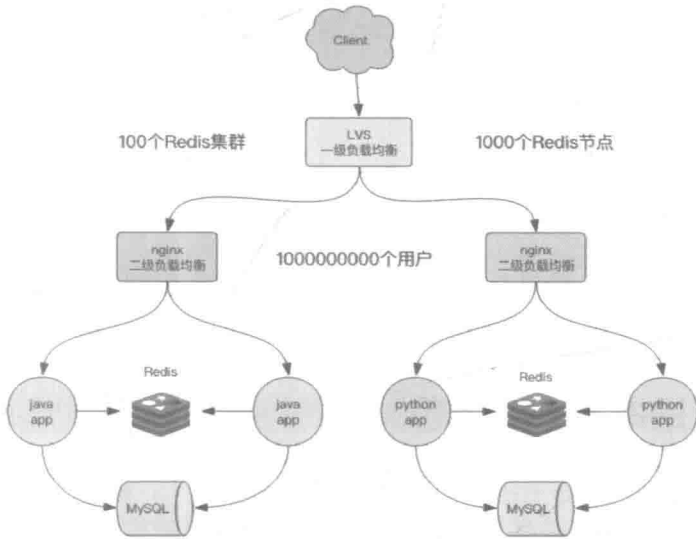 Client
LVS
一级负载均衡
100个Redis集群
1000个Redis节点
nginx
二级负载均衡
1000000000个用户
nginx
二级负载均衡
Redis
Redis
java
app
java
app
python
app
python
app
MySQL
MySQL